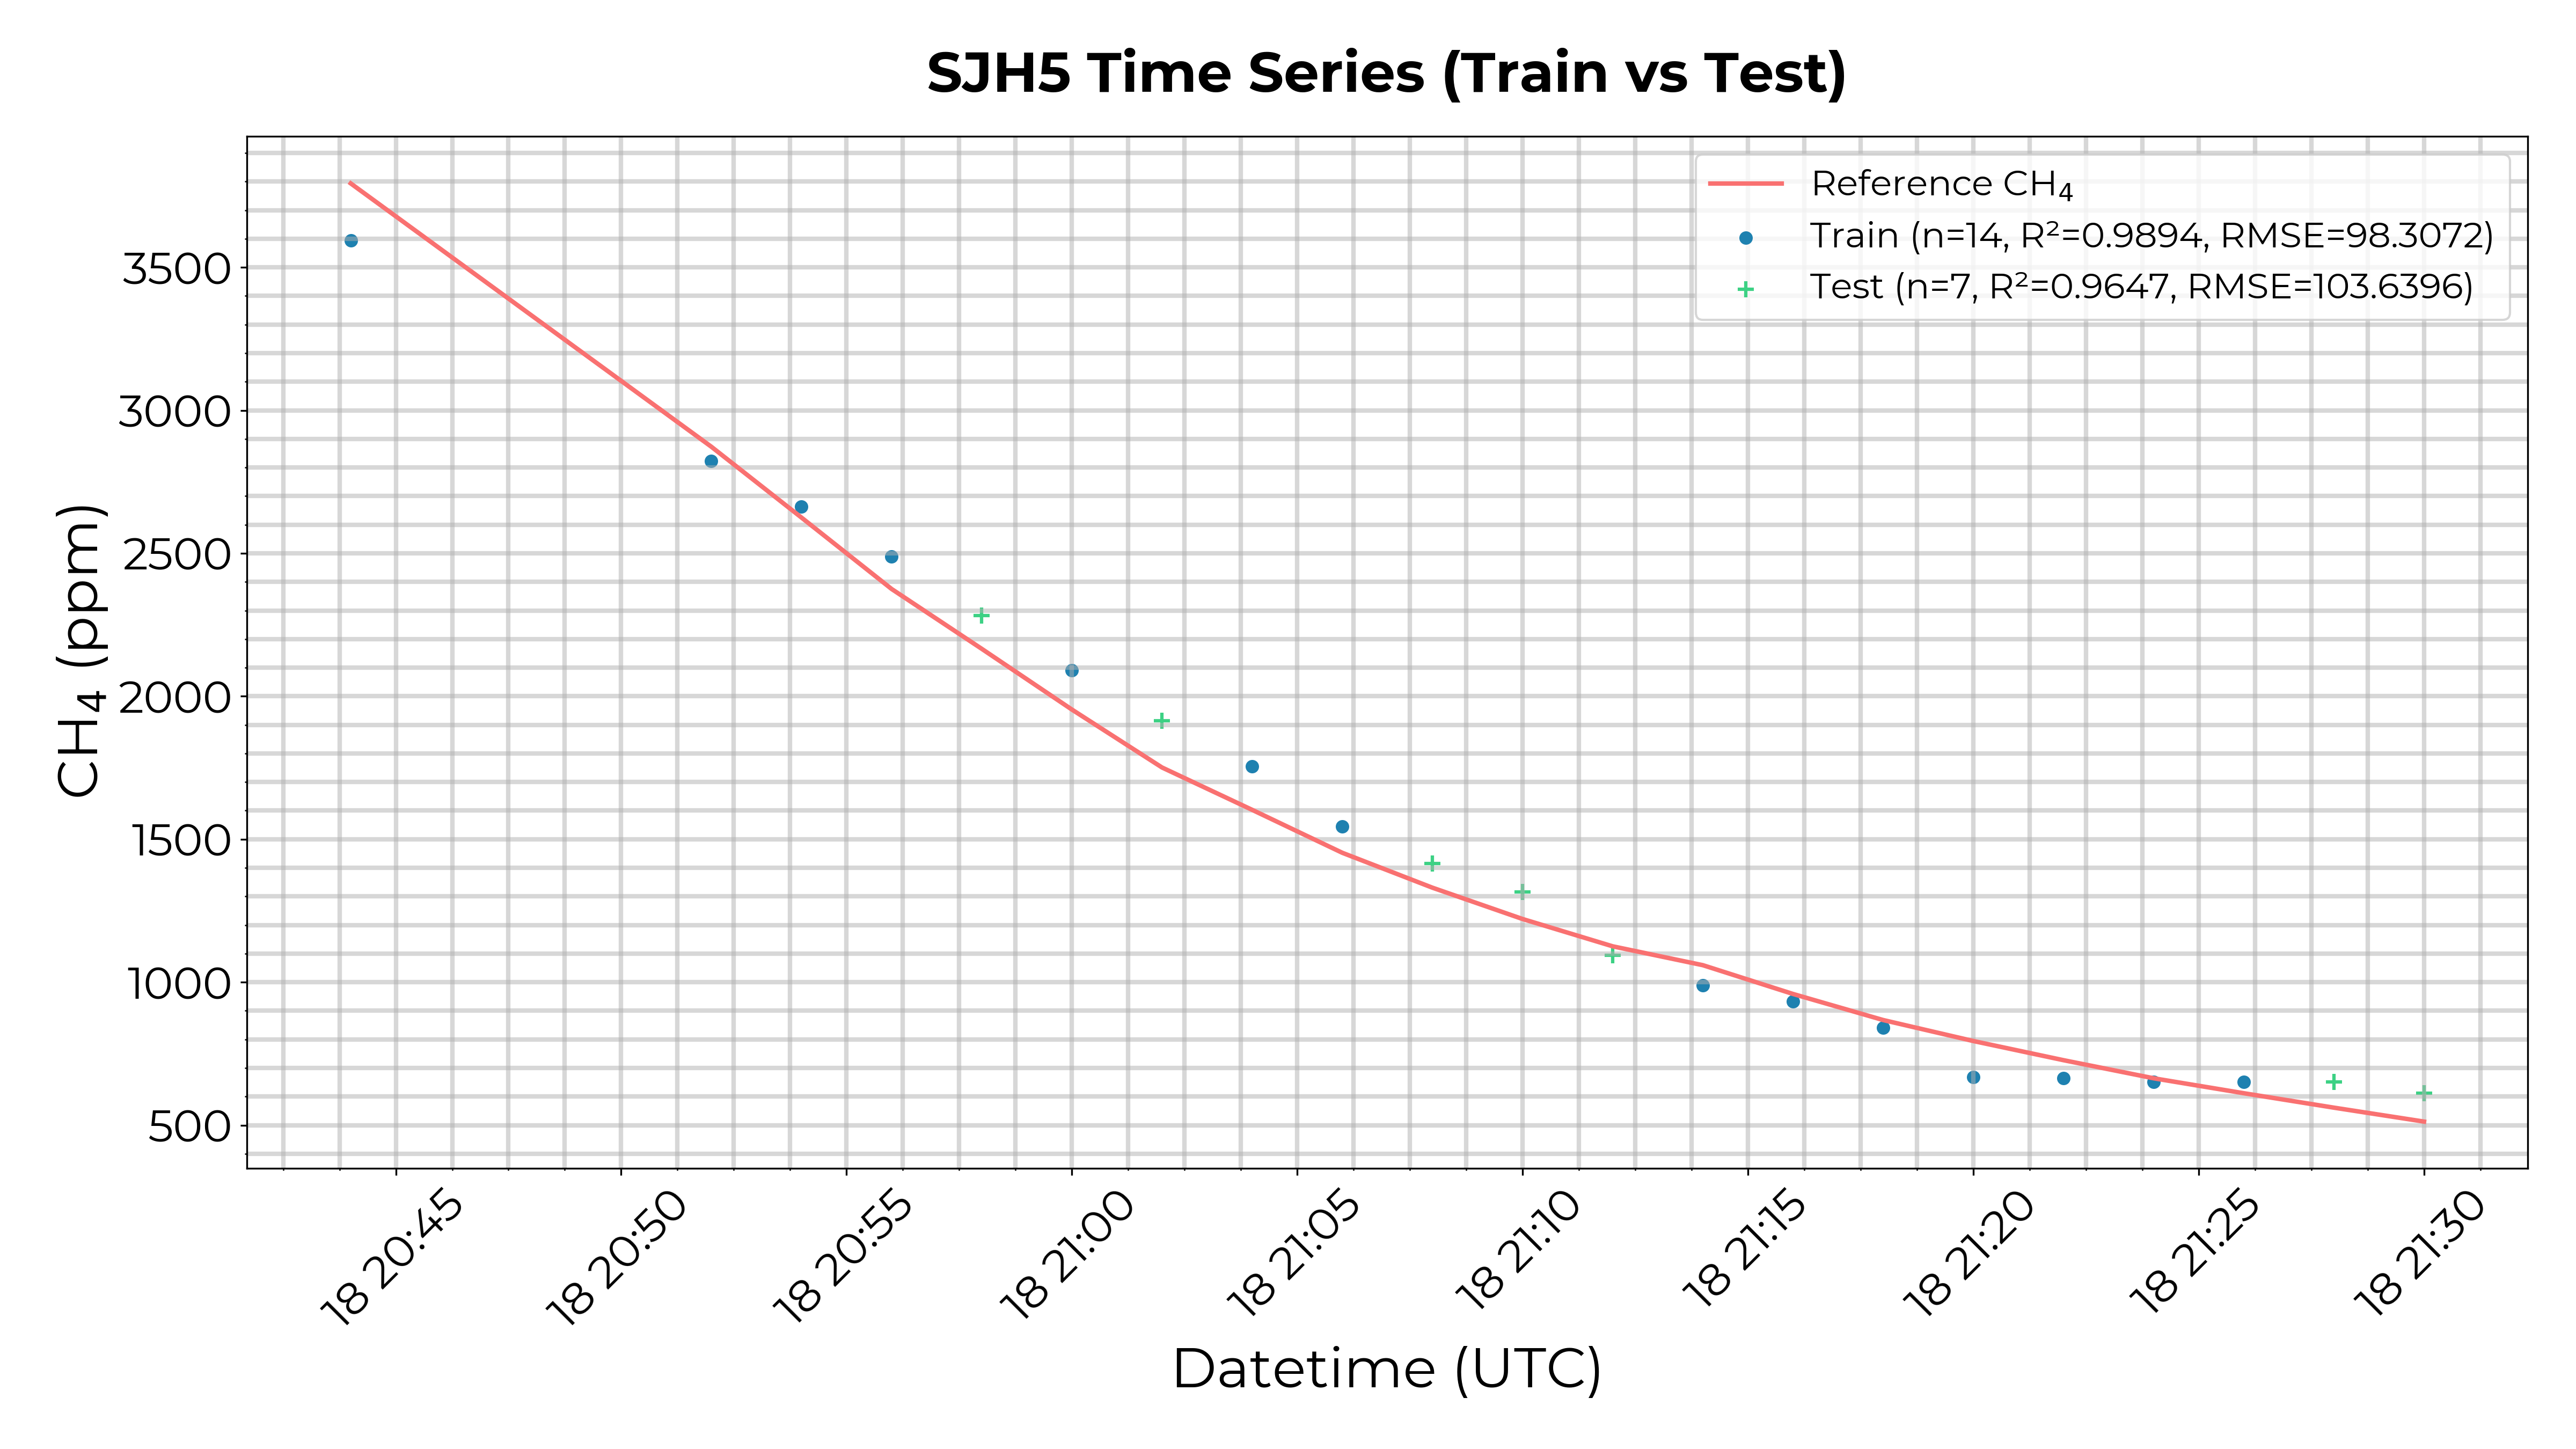 SJH5 Time Series (Train vs Test)
Reference CH₄
Train (n=14, R²=0.9894, RMSE=98.3072)
Test (n=7, R²=0.9647, RMSE=103.6396)
CH₄ (ppm)
3500
3000
2500
2000
1500
1000
500
18 20:45
18 20:50
18 20:55
18 21:00
18 21:05
18 21:10
18 21:15
18 21:20
18 21:25
18 21:30
Datetime (UTC)